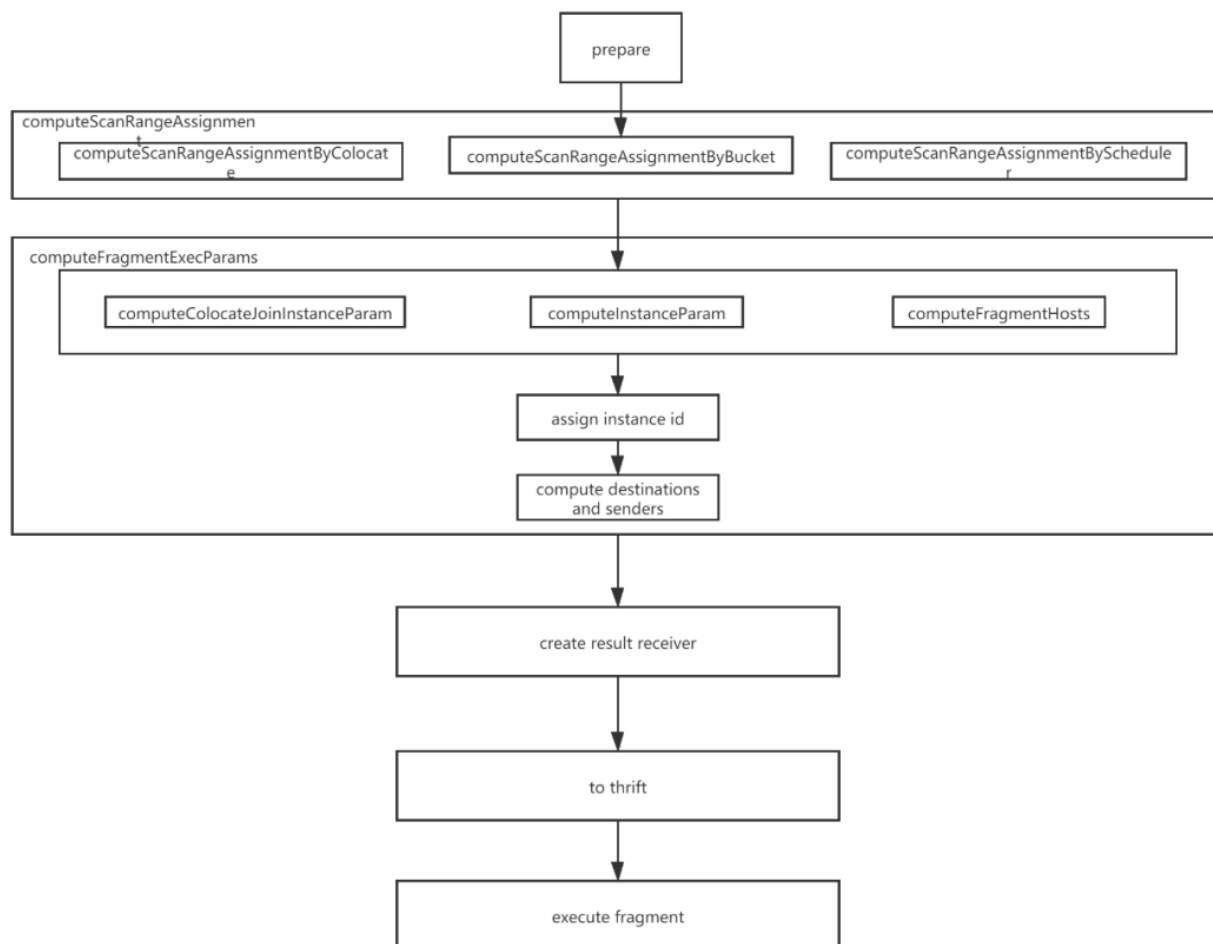 prepare
computeScanRangeAssignmen
t
computeScanRangeAssignmentByColocat
e
computeScanRangeAssignmentByBucket
computeScanRangeAssignmentBySchedule
r
computeFragmentExecParams
computeColocateJoinInstanceParam
computeInstanceParam
computeFragmentHosts
assign instance id
compute destinations
and senders
create result receiver
to thrift
execute fragment